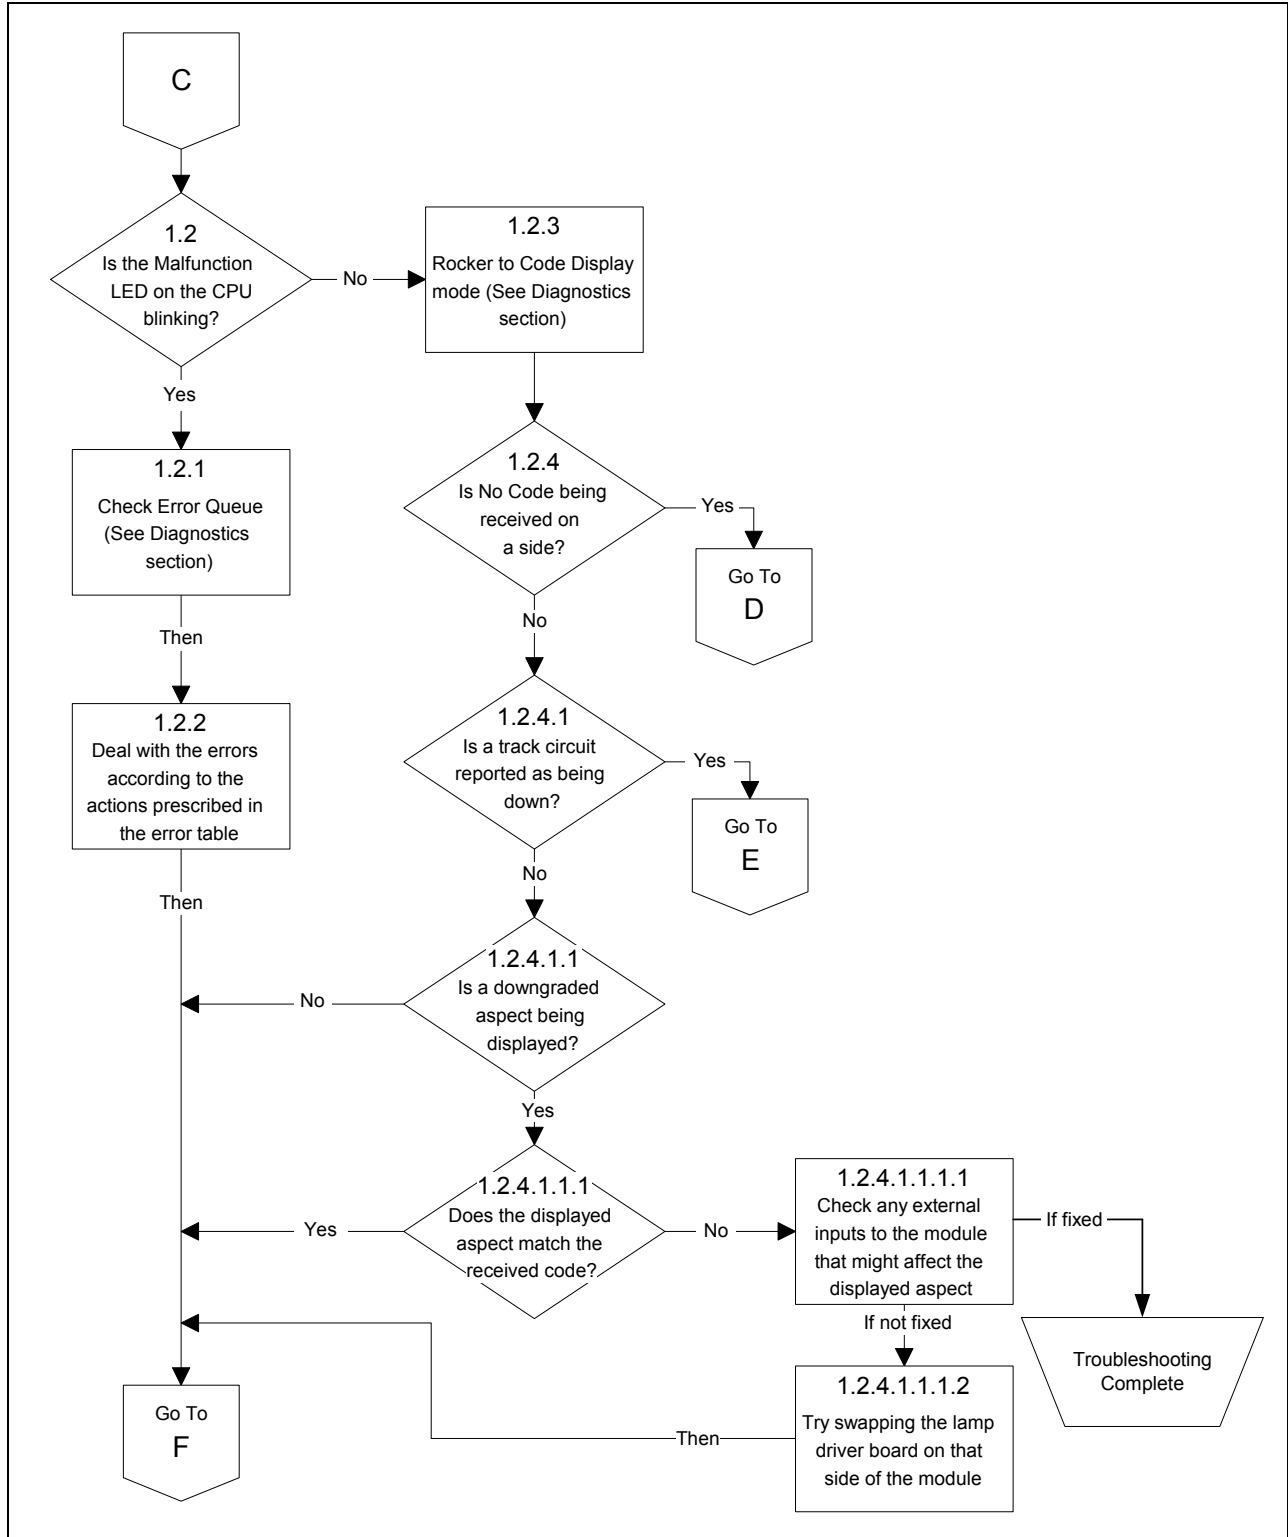 C
1.2
Is the Malfunction
LED on the CPU
blinking?
No
1.2.3
Rocker to Code Display
mode (See Diagnostics
section)
Yes
1.2.1
Check Error Queue
(See Diagnostics
section)
1.2.4
Is No Code being
received on
a side?
Yes
Go To
D
Then
No
1.2.2
Deal with the errors
according to the
actions prescribed in
the error table
1.2.4.1
Is a track circuit
reported as being
down?
Yes
Go To
E
Then
No
1.2.4.1.1
Is a downgraded
aspect being
displayed?
No
Yes
1.2.4.1.1.1
Does the displayed
aspect match the
received code?
Yes
No
1.2.4.1.1.1.1
Check any external
inputs to the module
that might affect the
displayed aspect
If fixed
If not fixed
Troubleshooting
Complete
1.2.4.1.1.1.2
Try swapping the lamp
driver board on that
side of the module
Then
Go To
F